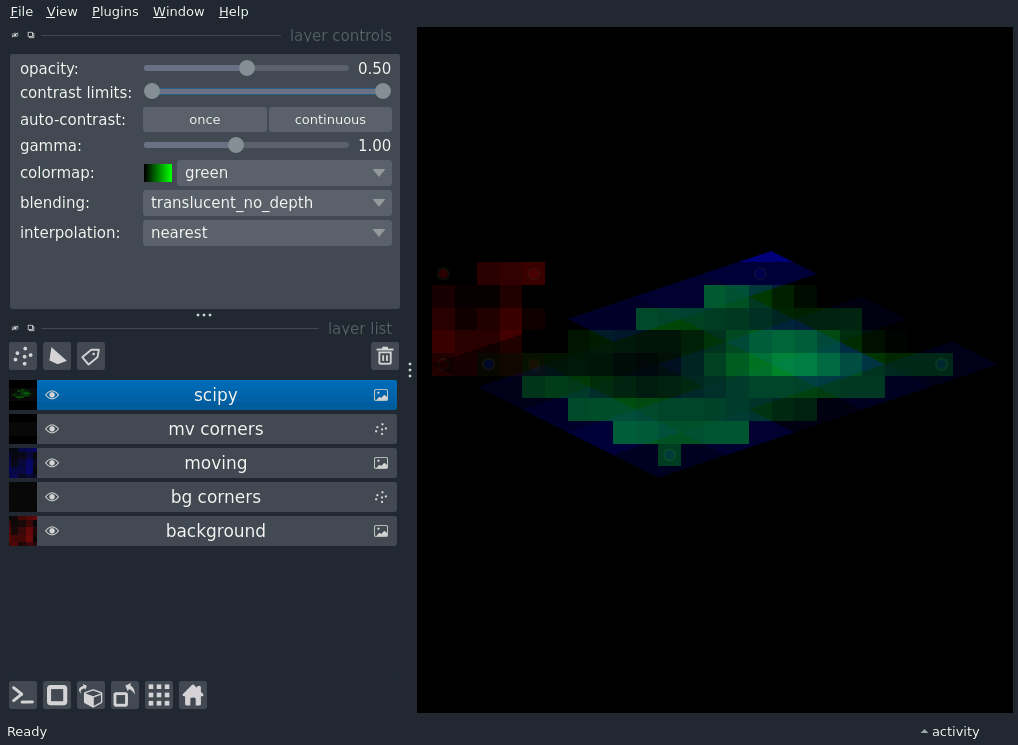 File View Plugins Window Help
layer controls
opacity: 0.50
contrast limits:
auto-contrast: once continuous
gamma: 1.00
colormap: green
blending: translucent_no_depth
interpolation: nearest
layer list
scipy
mv corners
moving
bg corners
background
Ready activity